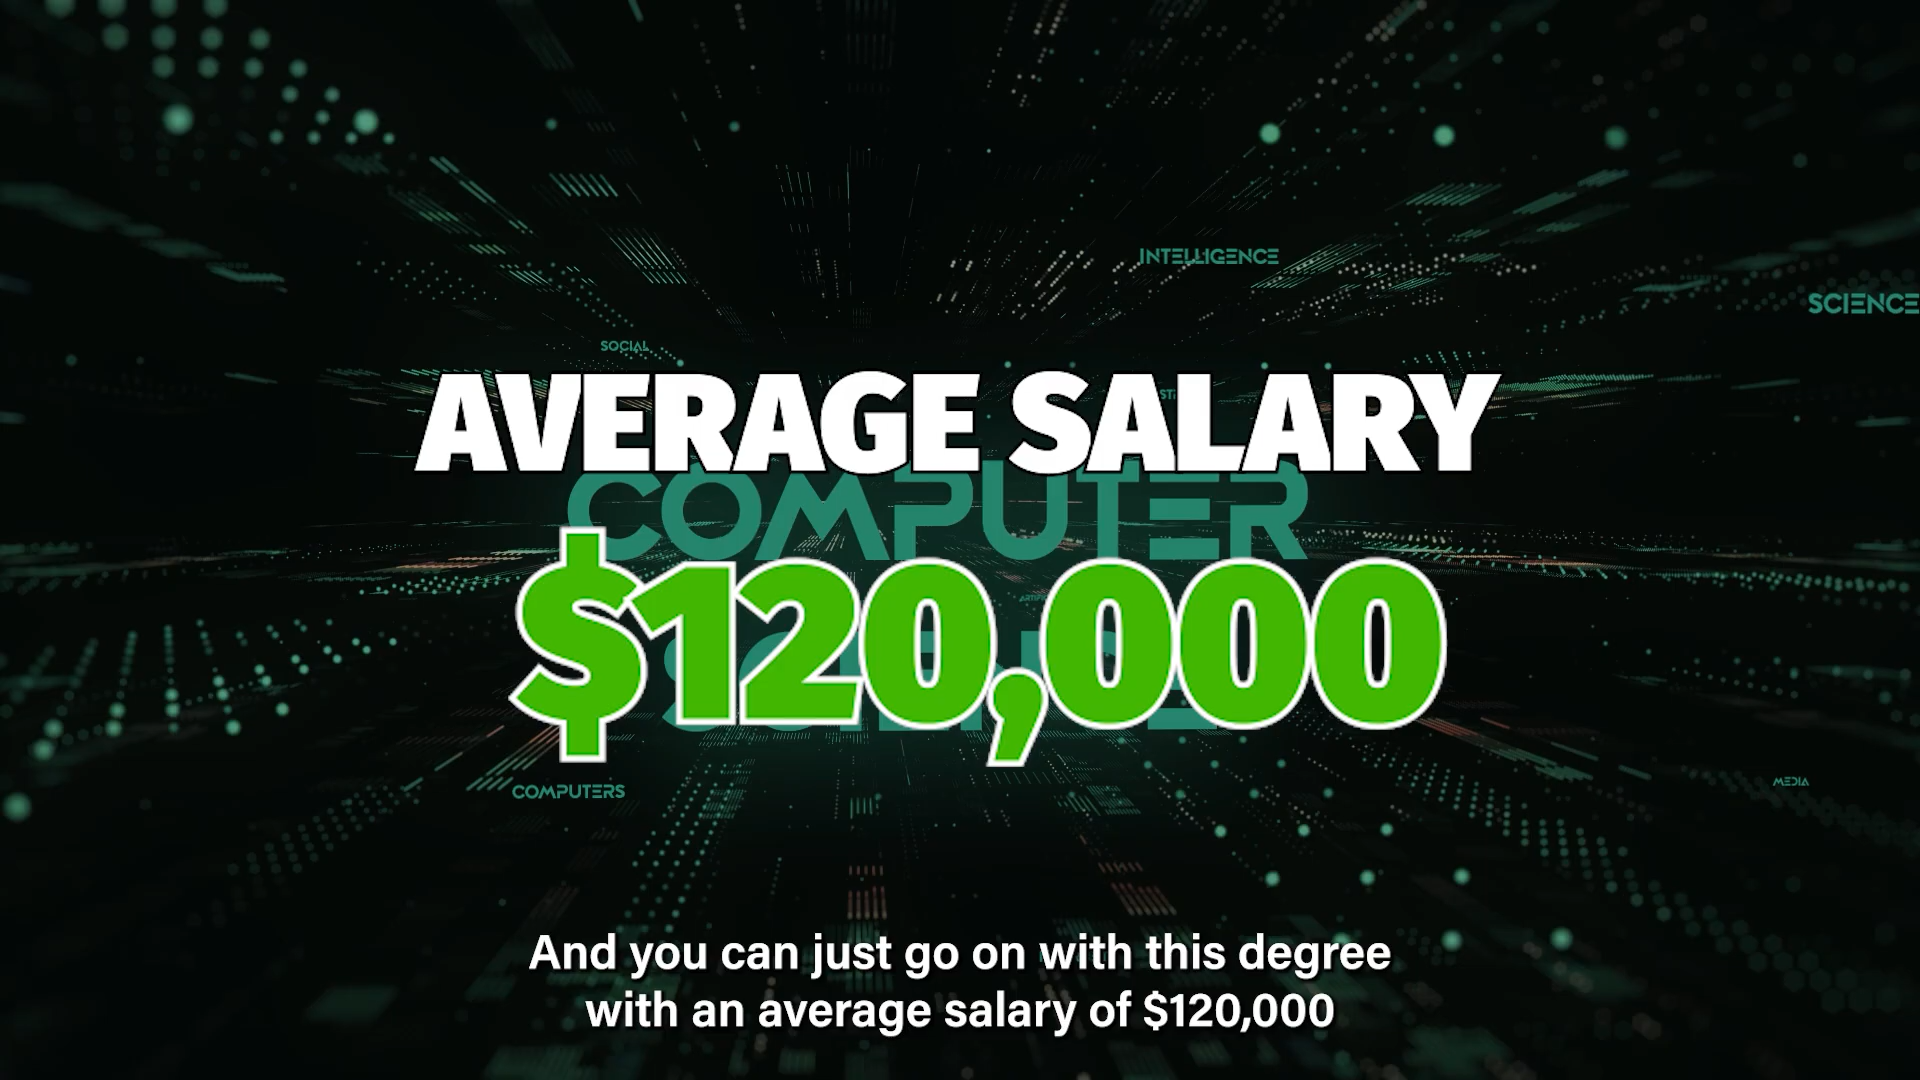 INTELLIGENCE
SCIENCE
SOCIAL
AVERAGE SALARY
COMPUTER
$120,000
COMPUTERS
MEDIA
And you can just go on with this degree
with an average salary of $120,000